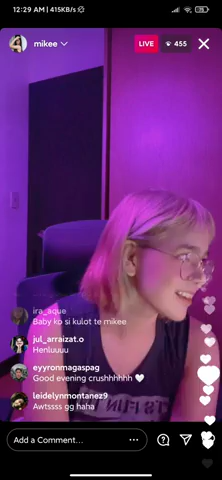 12:29 AM | 415KB/s
mikee
LIVE
455
ira_aque
Baby ko si kulot te mikee
jul_arraizat.o
Henluuuu
eyyronmagaspag
Good evening crushhhhhh 🤍
leidelynmontanez9
Awtssss gg haha
Add a Comment...